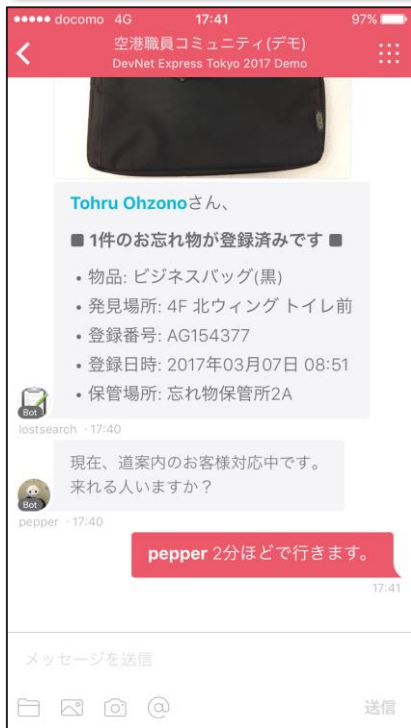 docomo 4G 17:41 97%
空港職員コミュニティ(デモ)
DevNet Express Tokyo 2017 Demo
Tohru Ohzonoさん、
■ 1件のお忘れ物が登録済みです ■
• 物品: ビジネスバッグ(黒)
• 発見場所: 4F 北ウィング トイレ前
• 登録番号: AG154377
• 登録日時: 2017年03月07日 08:51
• 保管場所: 忘れ物保管所2A
Bot
lostsearch · 17:40
現在、道案内のお客様対応中です。
来れる人いますか？
Bot
pepper · 17:40
pepper 2分ほどで行きます。
17:41
メッセージを送信
@
送信